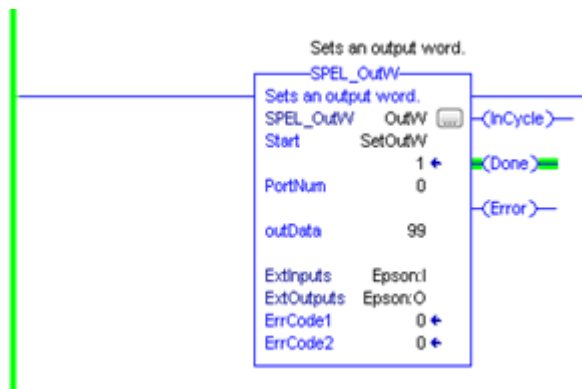 Sets an output word.
SPEL_OutW
Sets an output word.
SPEL_OutW OutW ...
(InCycle)
Start SetOutW
1
(Done)
PortNum 0
(Error)
outData 99
ExtInputs Epson:I
ExtOutputs Epson:O
ErrCode1 0
ErrCode2 0